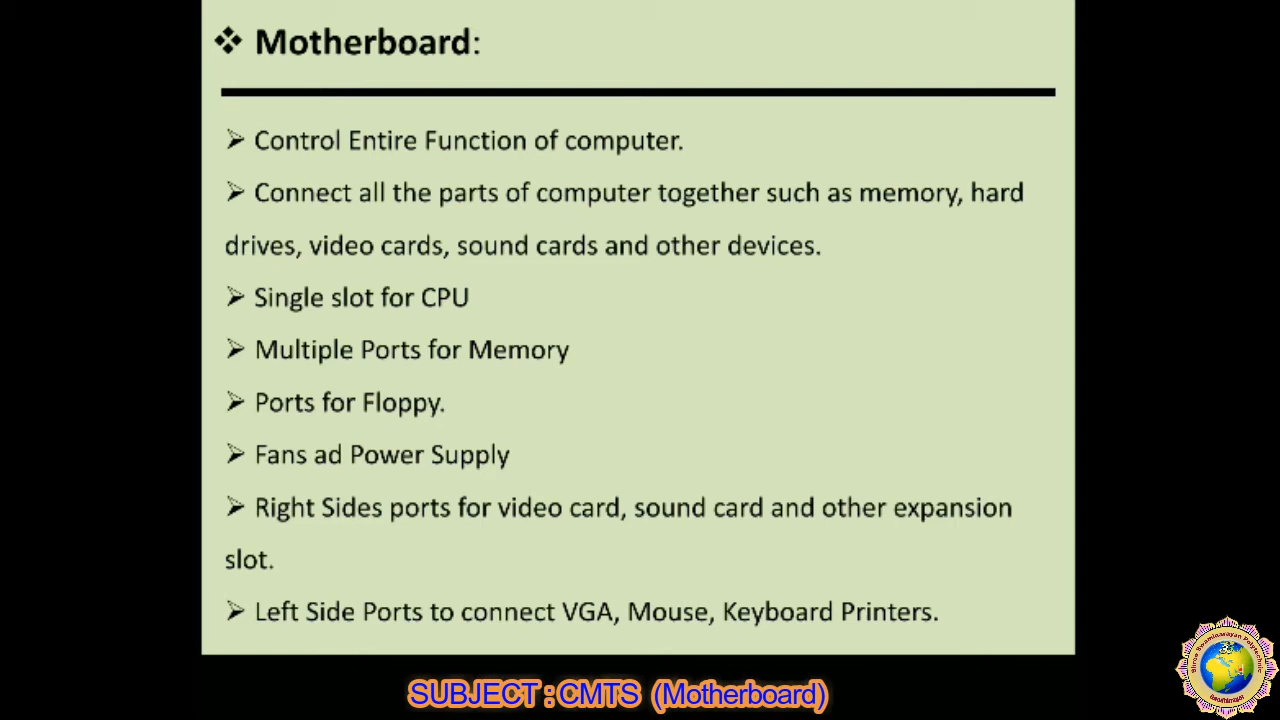 ❖ Motherboard:
➢ Control Entire Function of computer.
➢ Connect all the parts of computer together such as memory, hard
drives, video cards, sound cards and other devices.
➢ Single slot for CPU
➢ Multiple Ports for Memory
➢ Ports for Floppy.
➢ Fans ad Power Supply
➢ Right Sides ports for video card, sound card and other expansion
slot.
➢ Left Side Ports to connect VGA, Mouse, Keyboard Printers.
SUBJECT : CMTS (Motherboard)